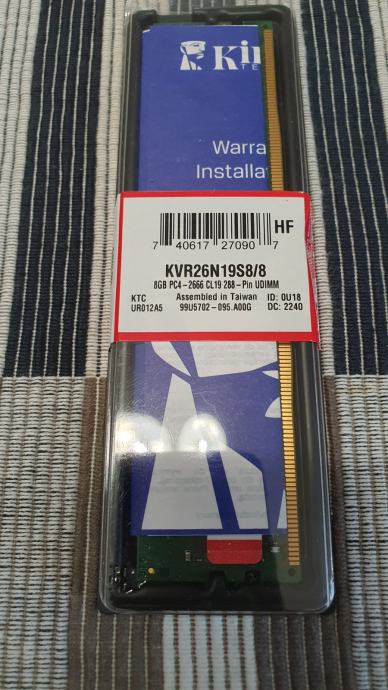 Kin
TE
Warra
Installa
HF
7 40617 27090 7
KVR26N19S8/8
8GB PC4-2666 CL19 288-Pin UDIMM
KTC Assembled in Taiwan ID: 0U18
UR012A5 99U5702-095.A00G DC: 2240